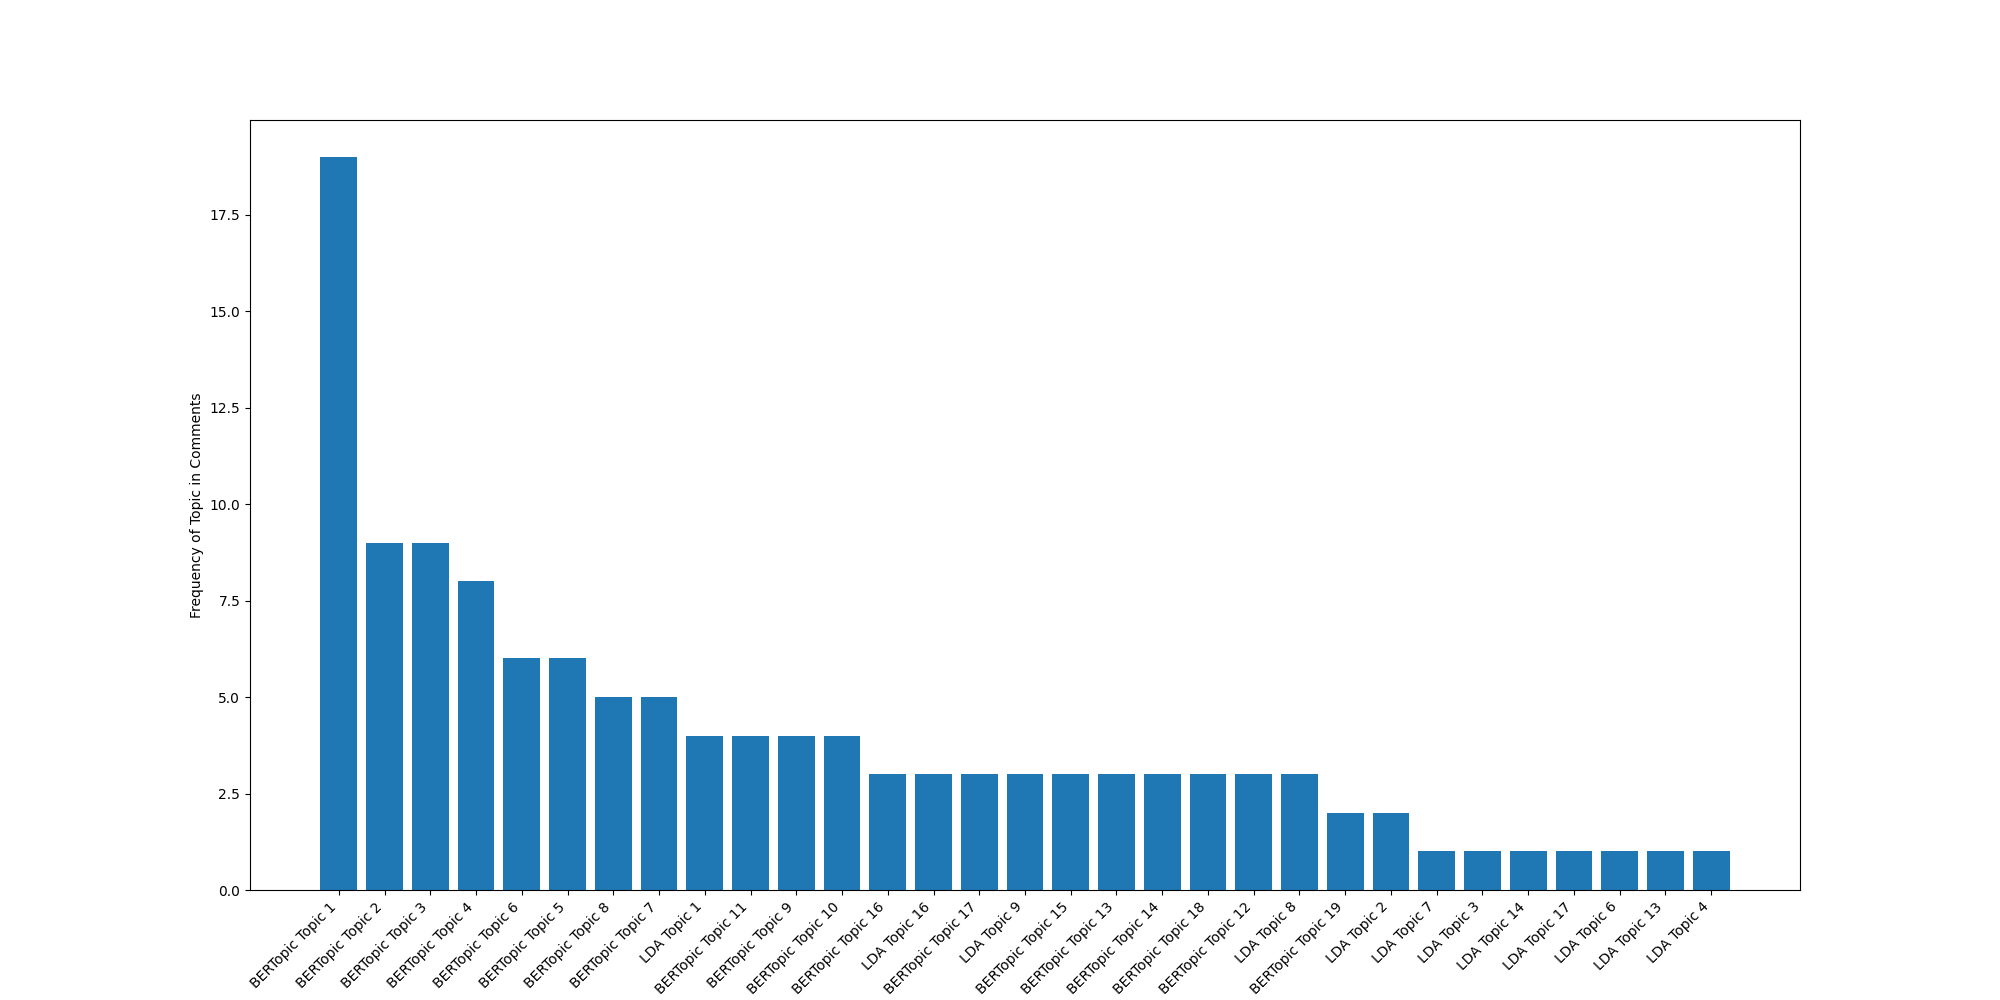 Frequency of Topic in Comments
17.5
15.0
12.5
10.0
7.5
5.0
2.5
0.0
BERTopic Topic 1
BERTopic Topic 2
BERTopic Topic 3
BERTopic Topic 4
BERTopic Topic 6
BERTopic Topic 5
BERTopic Topic 8
BERTopic Topic 7
LDA Topic 1
BERTopic Topic 11
BERTopic Topic 9
BERTopic Topic 10
BERTopic Topic 16
LDA Topic 16
BERTopic Topic 17
LDA Topic 9
BERTopic Topic 15
BERTopic Topic 13
BERTopic Topic 14
BERTopic Topic 18
BERTopic Topic 12
LDA Topic 8
BERTopic Topic 19
LDA Topic 2
LDA Topic 7
LDA Topic 3
LDA Topic 14
LDA Topic 17
LDA Topic 6
LDA Topic 13
LDA Topic 4